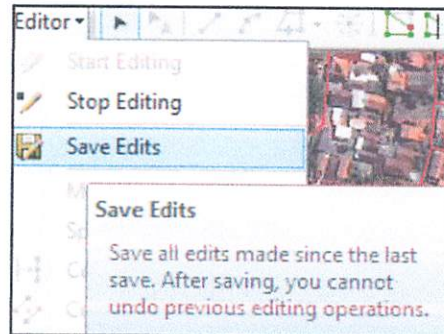 Editor
Start Editing
Stop Editing
Save Edits
M
Save Edits
Sp
Save all edits made since the last
save. After saving, you cannot
undo previous editing operations.